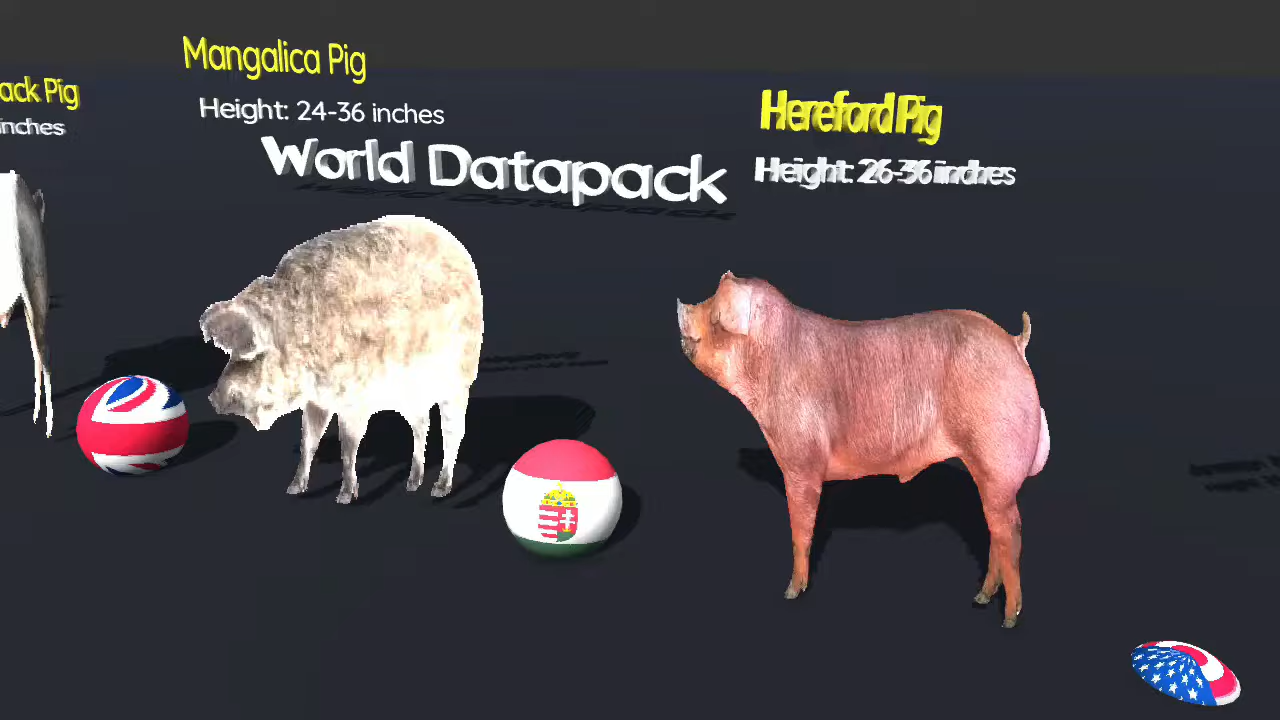 ack Pig
inches
Mangalica Pig
Height: 24-36 inches
World Datapack
Hereford Pig
Height: 26-36 inches